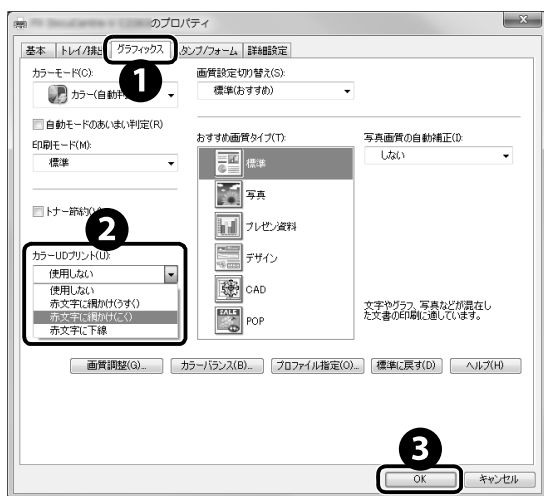 のプロパティ
基本 トレイ/排出 グラフィックス スタンプ/フォーム 詳細設定
1
カラーモード(C):
カラー(自動判
自動モードのあいまい判定(R)
印刷モード(M):
標準
トナー節約(V)
2
カラーUDプリント(U):
使用しない
使用しない
赤文字に網かけ(うすく)
赤文字に網かけ(こく)
赤文字に下線
画質設定切り替え(S):
標準(おすすめ)
おすすめ画質タイプ(T):
標準
写真
プレゼン資料
デザイン
CAD
SALE
POP
写真画質の自動補正(I):
しない
文字やグラフ、写真などが混在し
た文書の印刷に適しています。
画質調整(G)... カラーバランス(B)... プロファイル指定(O)... 標準に戻す(D) ヘルプ(H)
3
OK キャンセル